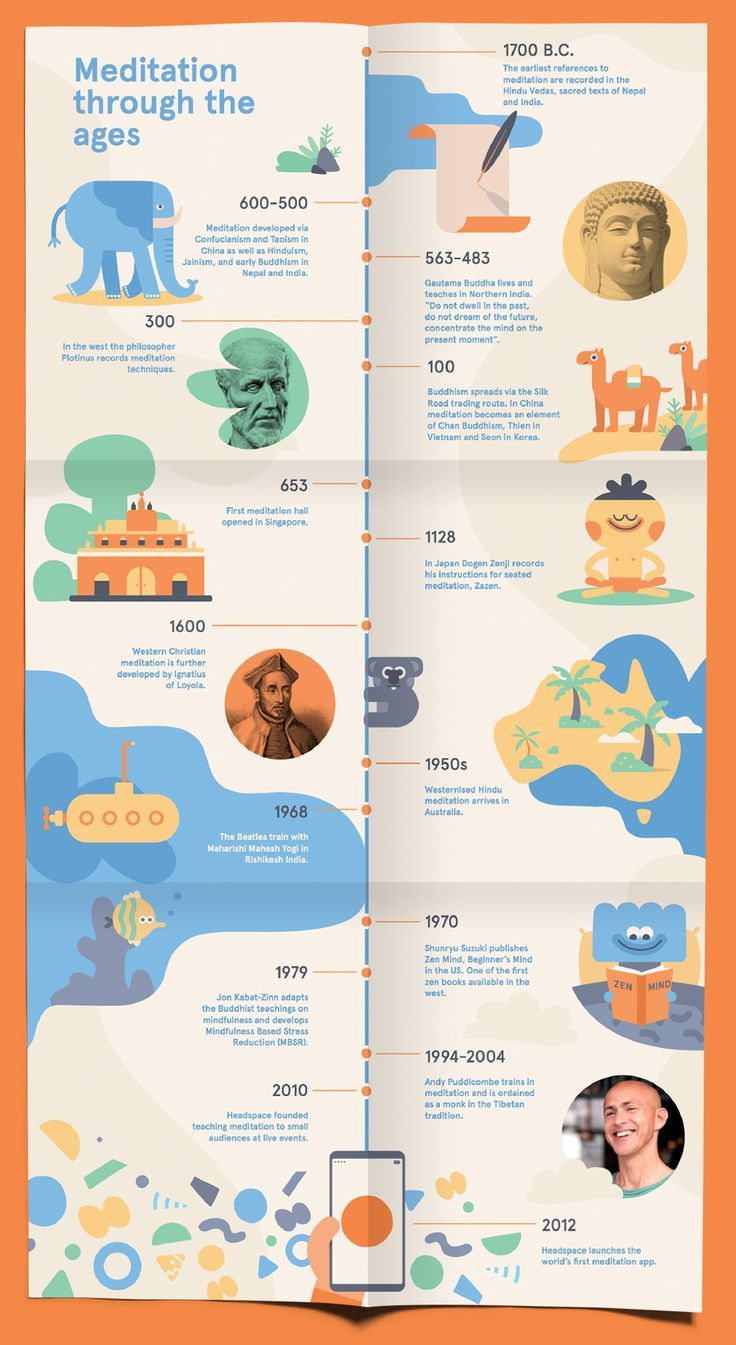 Meditation
through the
ages
1700 B.C.
The earliest references to
meditation are recorded in the
Hindu Vedas, sacred texts of Nepal
and India.
600-500
Meditation developed via
Confucianism and Taoism in
China as well as Hinduism,
Jainism, and early Buddhism in
Nepal and India.
563-483
Gautama Buddha lives and
teaches in Northern India.
“Do not dwell in the past,
do not dream of the future,
concentrate the mind on the
present moment”.
300
In the west the philosopher
Plotinus records meditation
techniques.
100
Buddhism spreads via the Silk
Road trading route. In China
meditation becomes an element
of Chan Buddhism, Thien in
Vietnam and Seon in Korea.
653
First meditation hall
opened in Singapore.
1128
In Japan Dogen Zenji records
his instructions for seated
meditation, Zazen.
1600
Western Christian
meditation is further
developed by Ignatius
of Loyola.
1950s
Westernised Hindu
meditation arrives in
Australia.
1968
The Beatles train with
Maharishi Mahesh Yogi in
Rishikesh India.
1970
Shunryu Suzuki publishes
Zen Mind, Beginner’s Mind
in the US. One of the first
zen books available in the
west.
ZEN MIND
1979
Jon Kabat-Zinn adapts
the Buddhist teachings on
mindfulness and develops
Mindfulness Based Stress
Reduction (MBSR).
1994-2004
Andy Puddicombe trains in
meditation and is ordained
as a monk in the Tibetan
tradition.
2010
Headspace founded
teaching meditation to small
audiences at live events.
2012
Headspace launches the
world’s first meditation app.